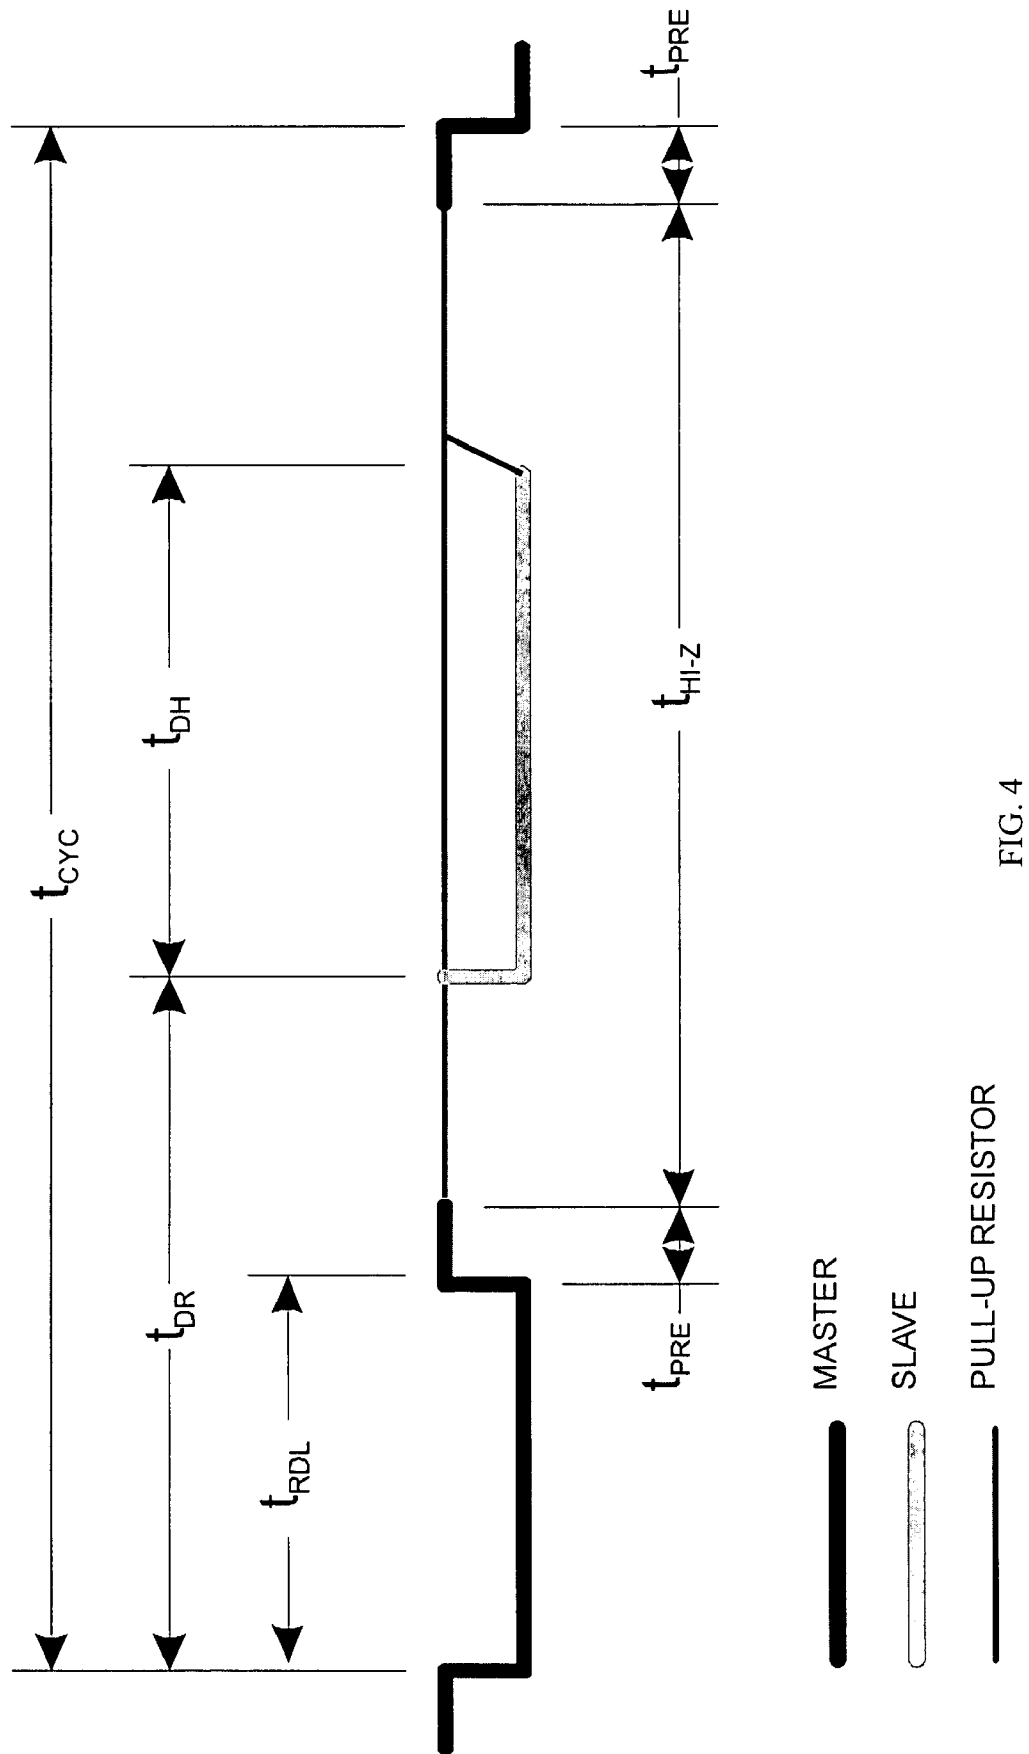 tCYC
tDR
tDH
tRDL
tPRE
tHI-Z
tPRE
MASTER
SLAVE
PULL-UP RESISTOR
FIG. 4